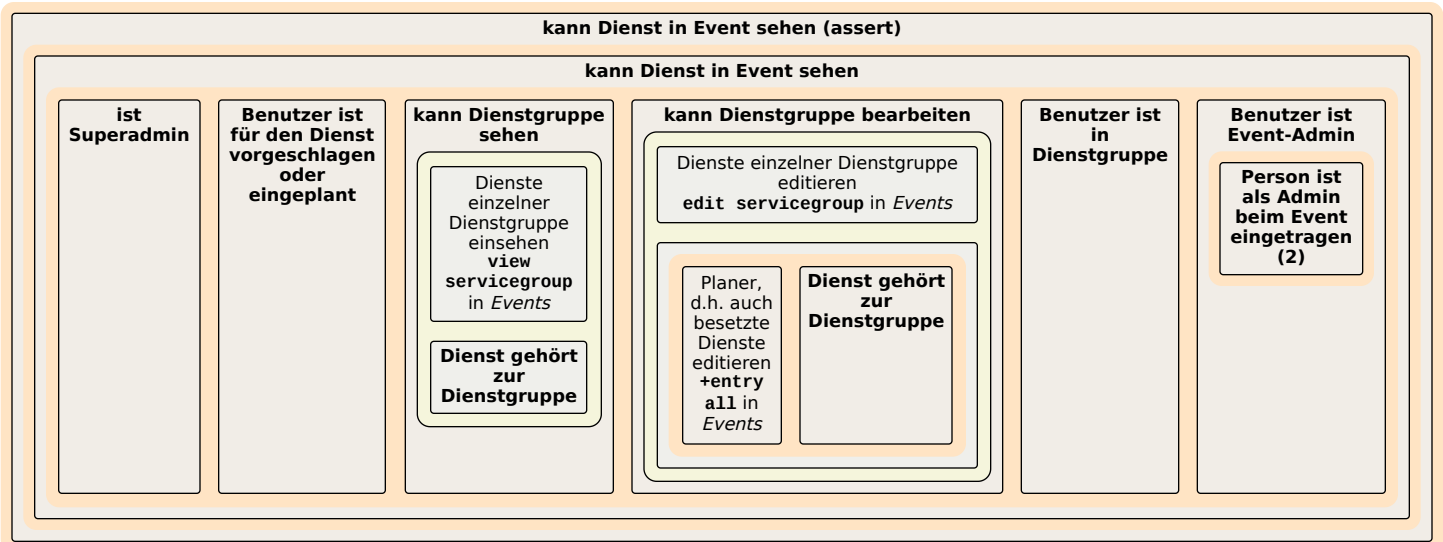 kann Dienst in Event sehen (assert)
kann Dienst in Event sehen
ist
Superadmin
Benutzer ist
für den Dienst
vorgeschlagen
oder
eingeplant
kann Dienstgruppe
sehen
Dienste
einzelner
Dienstgruppe
einsehen
view
servicegroup
in Events
Dienst gehört
zur
Dienstgruppe
kann Dienstgruppe bearbeiten
Dienste einzelner Dienstgruppe
editieren
edit servicegroup in Events
Planer,
d.h. auch
besetzte
Dienste
editieren
+entry
all in
Events
Dienst gehört
zur
Dienstgruppe
Benutzer ist
in
Dienstgruppe
Benutzer ist
Event-Admin
Person ist
als Admin
beim Event
eingetragen
(2)